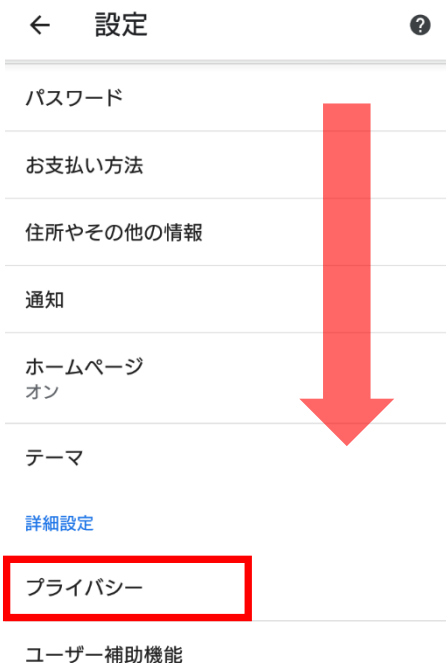 設定
パスワード
お支払い方法
住所やその他の情報
通知
ホームページ
オン
テーマ
詳細設定
プライバシー
ユーザー補助機能